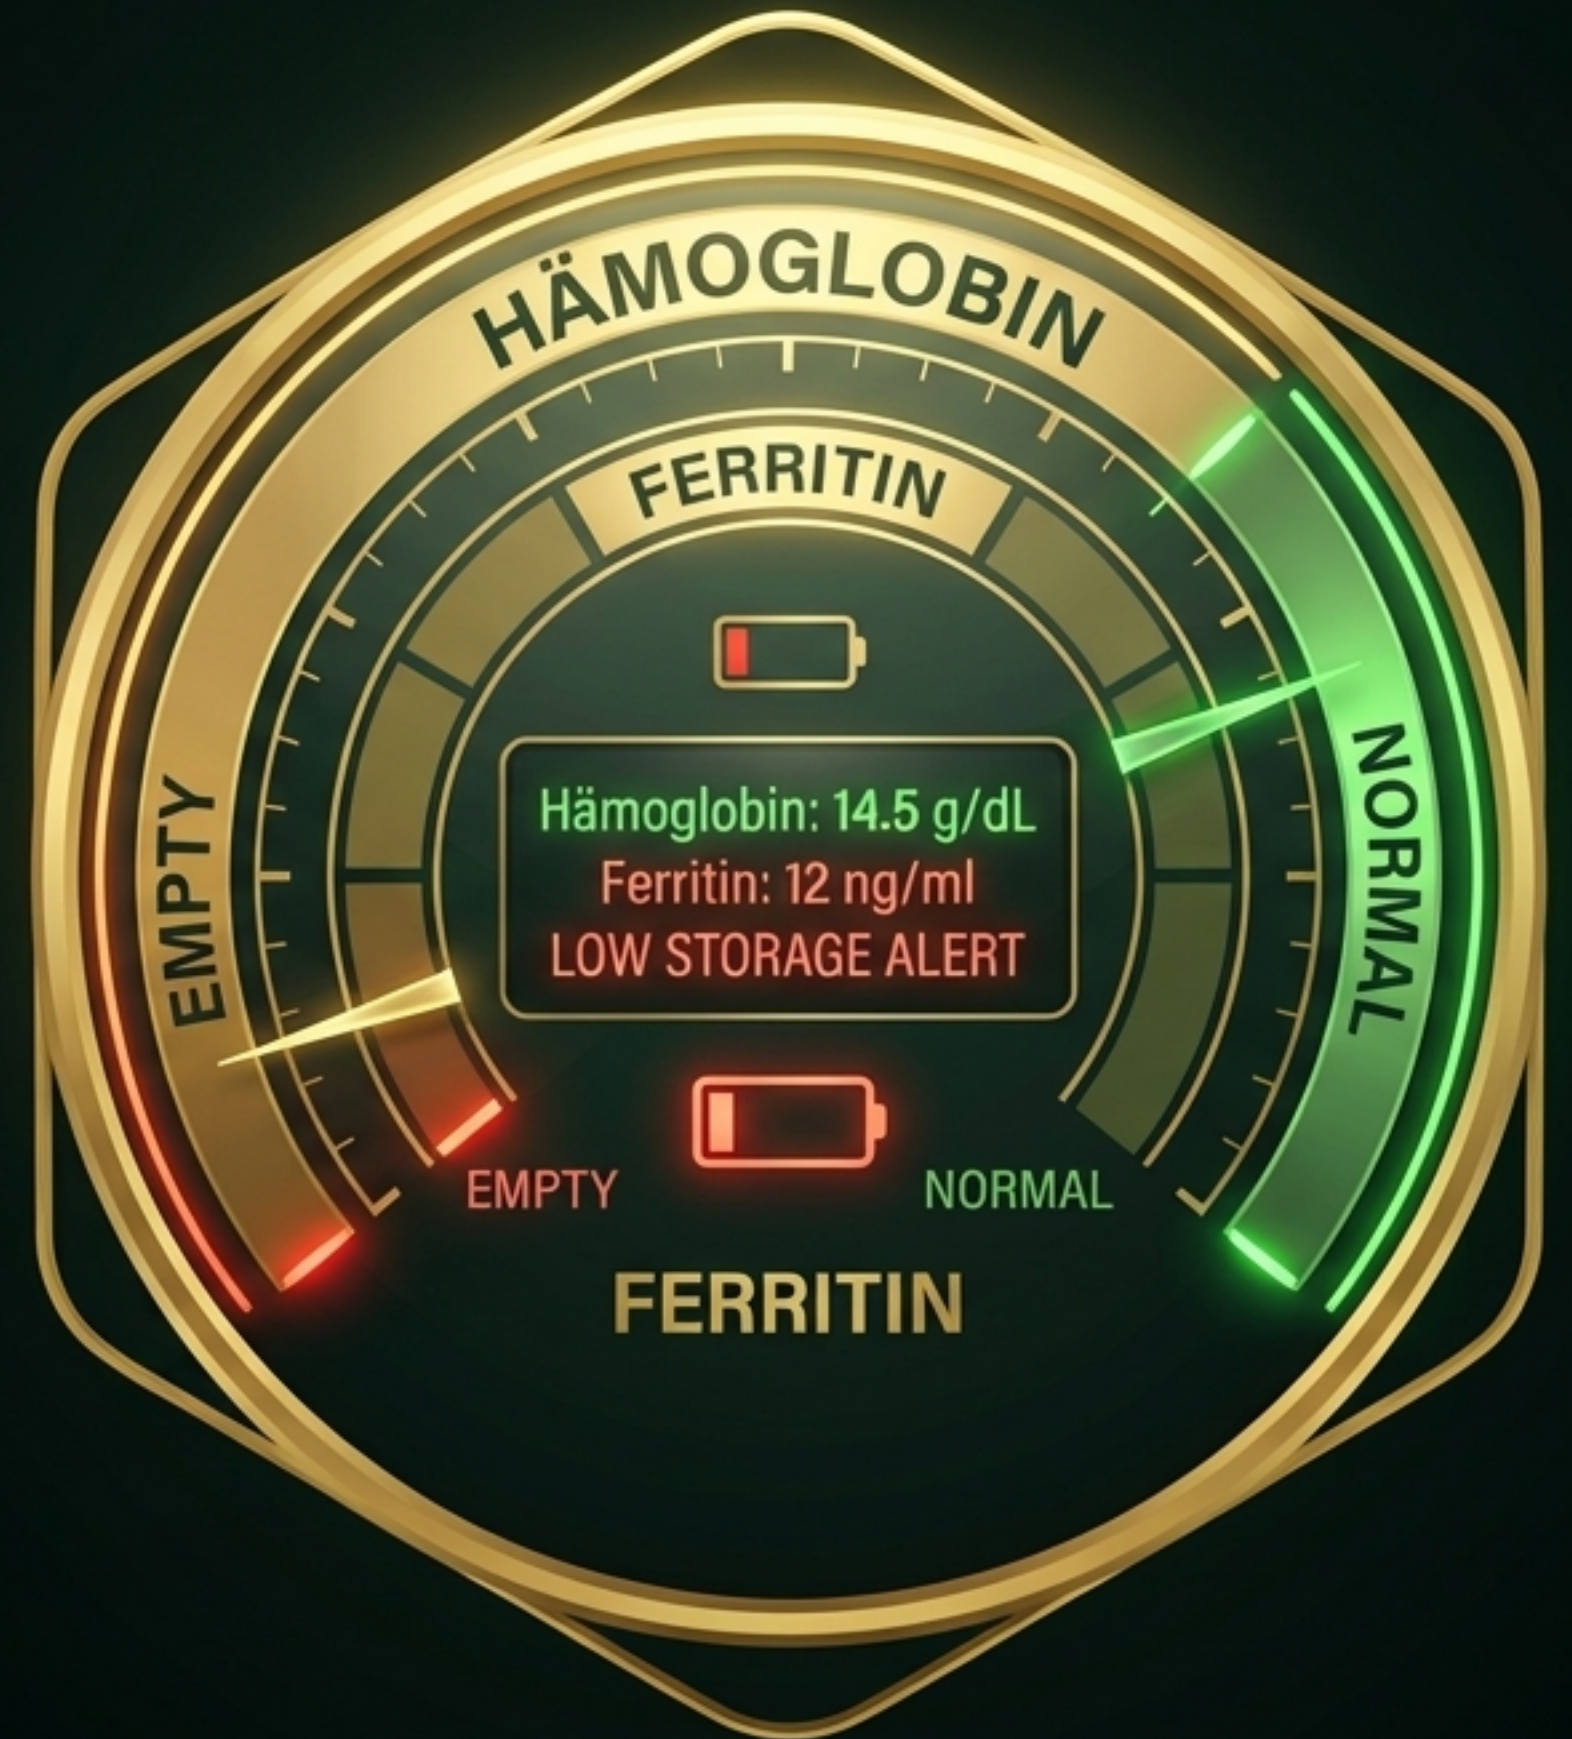 HÄMOGLOBIN
FERRITIN
EMPTY
NORMAL
Hämoglobin: 14.5 g/dL
Ferritin: 12 ng/ml
LOW STORAGE ALERT
EMPTY
NORMAL
FERRITIN